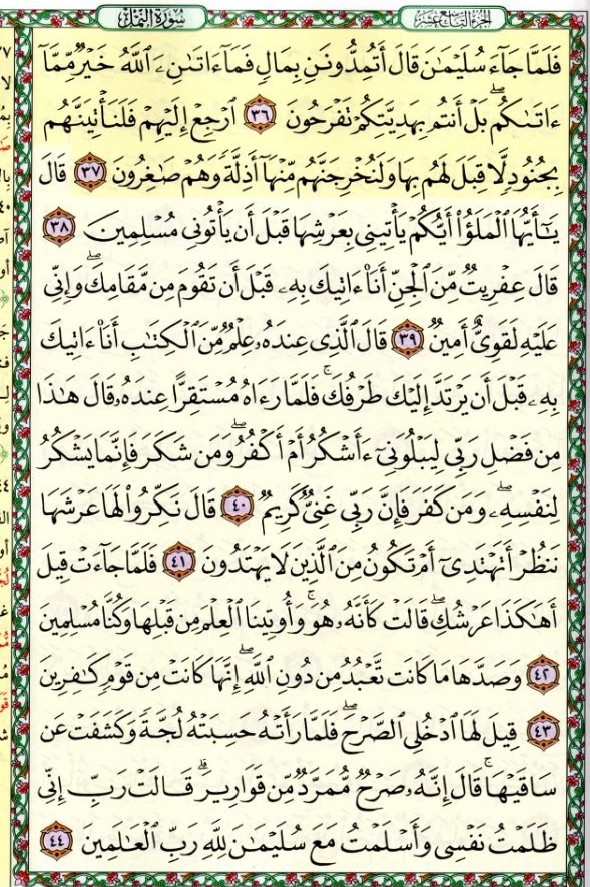 الجزء التاسع عشر
سورة النمل
فَلَمَّا جَآءَ سُلَيۡمَٰنَ قَالَ أَتُمِدُّونَنِ بِمَالٖ فَمَآ ءَاتَىٰنِۦَ ٱللَّهُ خَيۡرٞ مِّمَّآ
ءَاتَىٰكُمۖ بَلۡ أَنتُم بِهَدِيَّتِكُمۡ تَفۡرَحُونَ ٣٦ ٱرۡجِعۡ إِلَيۡهِمۡ فَلَنَأۡتِيَنَّهُم
بِجُنُودٖ لَّا قِبَلَ لَهُم بِهَا وَلَنُخۡرِجَنَّهُم مِّنۡهَآ أَذِلَّةٗ وَهُمۡ صَٰغِرُونَ ٣٧ قَالَ
يَٰٓأَيُّهَا ٱلۡمَلَؤُاْ أَيُّكُمۡ يَأۡتِينِي بِعَرۡشِهَا قَبۡلَ أَن يَأۡتُونِي مُسۡلِمِينَ ٣٨
قَالَ عِفۡرِيتٞ مِّنَ ٱلۡجِنِّ أَنَا۠ ءَاتِيكَ بِهِۦ قَبۡلَ أَن تَقُومَ مِن مَّقَامِكَۖ وَإِنِّي
عَلَيۡهِ لَقَوِيٌّ أَمِينٞ ٣٩ قَالَ ٱلَّذِي عِندَهُۥ عِلۡمٞ مِّنَ ٱلۡكِتَٰبِ أَنَا۠ ءَاتِيكَ
بِهِۦ قَبۡلَ أَن يَرۡتَدَّ إِلَيۡكَ طَرۡفُكَۚ فَلَمَّا رَءَاهُ مُسۡتَقِرًّا عِندَهُۥ قَالَ هَٰذَا
مِن فَضۡلِ رَبِّي لِيَبۡلُوَنِيٓ ءَأَشۡكُرُ أَمۡ أَكۡفُرُۖ وَمَن شَكَرَ فَإِنَّمَا يَشۡكُرُ
لِنَفۡسِهِۦۖ وَمَن كَفَرَ فَإِنَّ رَبِّي غَنِيّٞ كَرِيمٞ ٤٠ قَالَ نَكِّرُواْ لَهَا عَرۡشَهَا
نَنظُرۡ أَتَهۡتَدِيٓ أَمۡ تَكُونُ مِنَ ٱلَّذِينَ لَا يَهۡتَدُونَ ٤١ فَلَمَّا جَآءَتۡ قِيلَ
أَهَٰكَذَا عَرۡشُكِۖ قَالَتۡ كَأَنَّهُۥ هُوَۚ وَأُوتِينَا ٱلۡعِلۡمَ مِن قَبۡلِهَا وَكُنَّا مُسۡلِمِينَ
٤٢ وَصَدَّهَا مَا كَانَت تَّعۡبُدُ مِن دُونِ ٱللَّهِۖ إِنَّهَا كَانَتۡ مِن قَوۡمٖ كَٰفِرِينَ
٤٣ قِيلَ لَهَا ٱدۡخُلِي ٱلصَّرۡحَۖ فَلَمَّا رَأَتۡهُ حَسِبَتۡهُ لُجَّةٗ وَكَشَفَتۡ عَن
سَاقَيۡهَاۚ قَالَ إِنَّهُۥ صَرۡحٞ مُّمَرَّدٞ مِّن قَوَارِيرَۗ قَالَتۡ رَبِّ إِنِّي
ظَلَمۡتُ نَفۡسِي وَأَسۡلَمۡتُ مَعَ سُلَيۡمَٰنَ لِلَّهِ رَبِّ ٱلۡعَٰلَمِينَ ٤٤